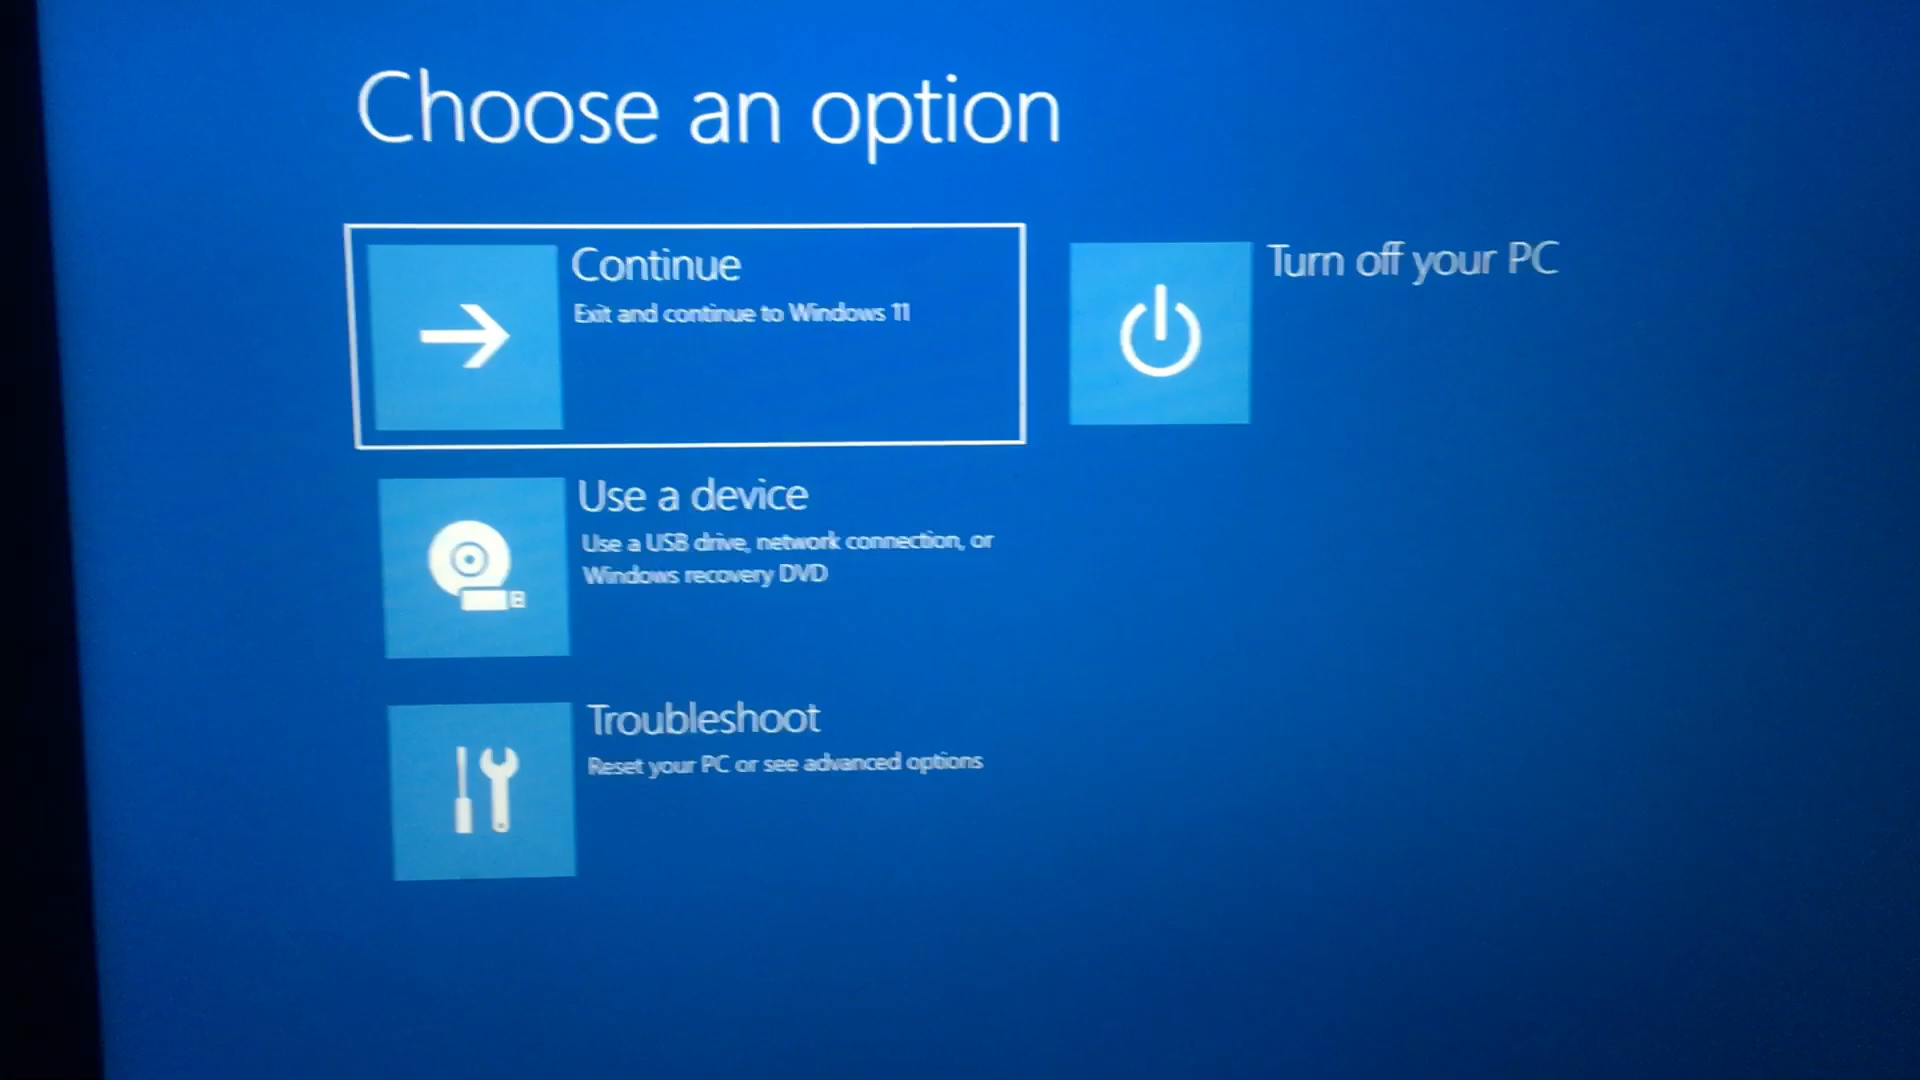 Choose an option
Continue
Exit and continue to Windows 11
Turn off your PC
Use a device
Use a USB drive, network connection, or
Windows recovery DVD
Troubleshoot
Reset your PC or see advanced options